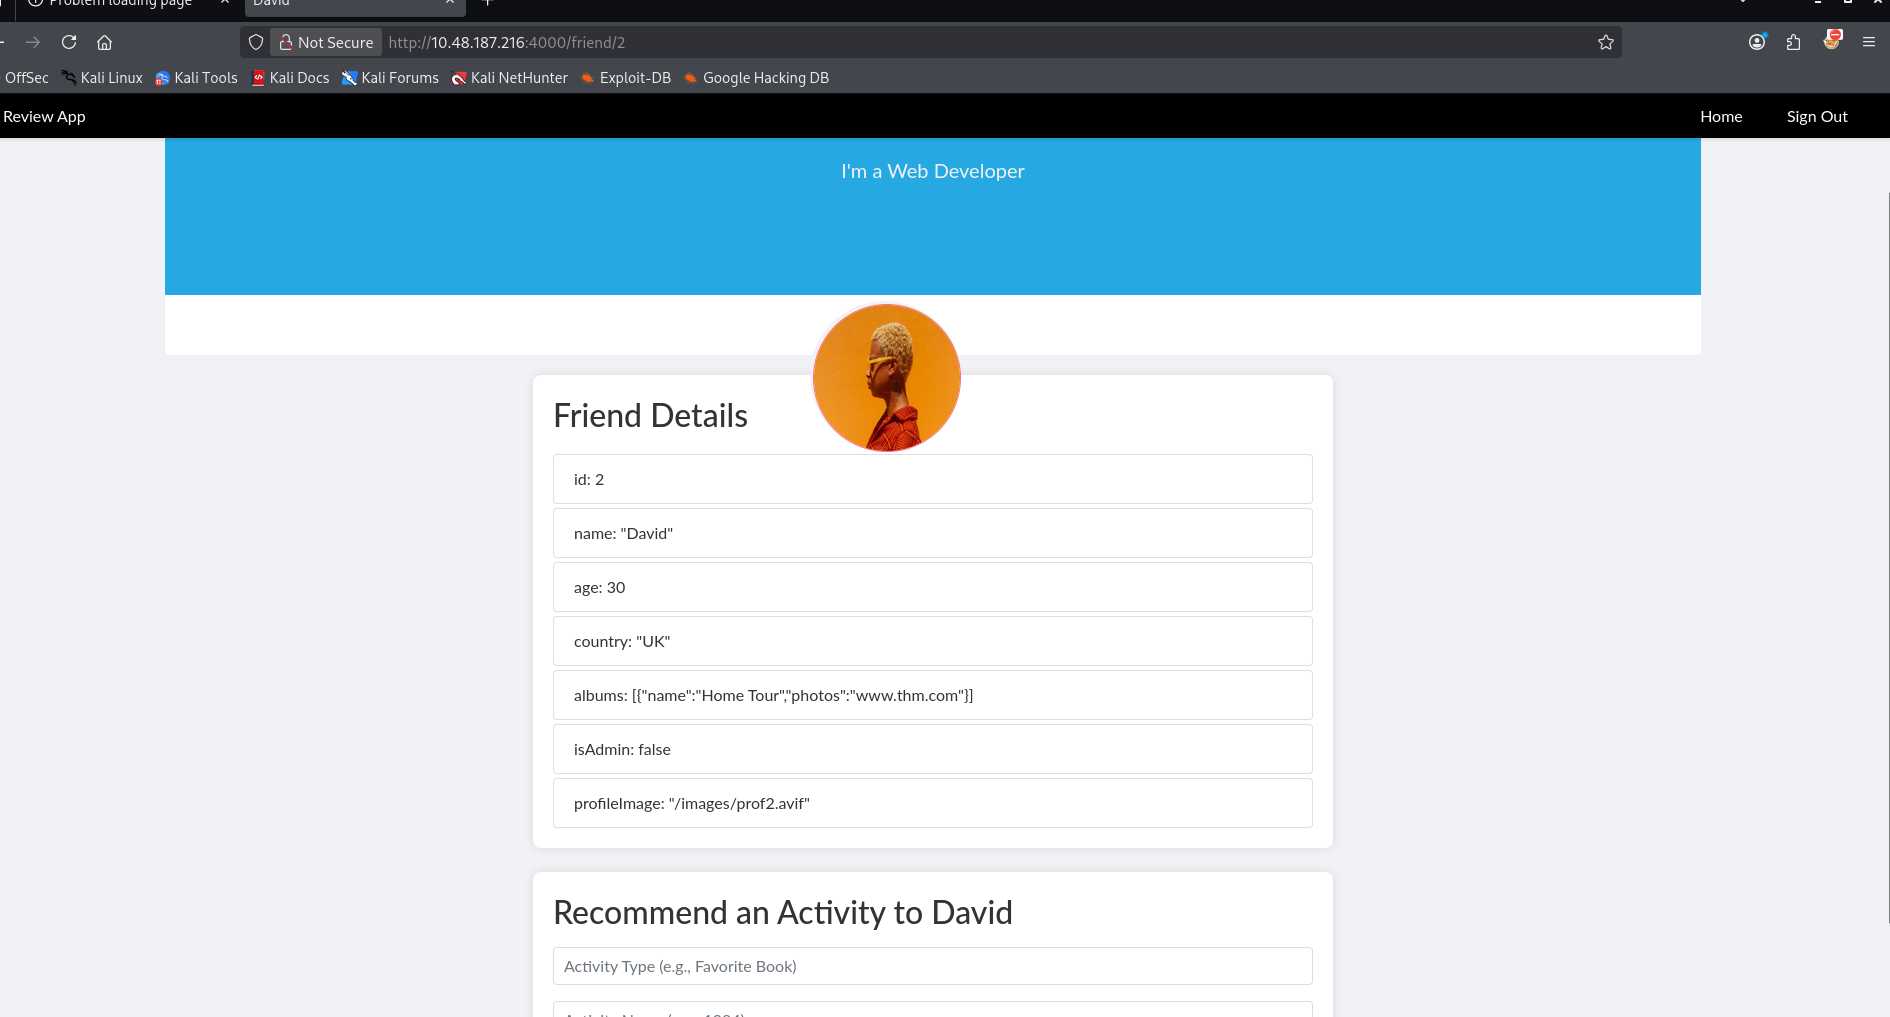 Problem loading page
David
Not Secure http://10.48.187.216:4000/friend/2
OffSec Kali Linux Kali Tools Kali Docs Kali Forums Kali NetHunter Exploit-DB Google Hacking DB
Review App Home Sign Out
I'm a Web Developer
Friend Details
id: 2
name: "David"
age: 30
country: "UK"
albums: [{"name":"Home Tour","photos":"www.thm.com"}]
isAdmin: false
profileImage: "/images/prof2.avif"
Recommend an Activity to David
Activity Type (e.g., Favorite Book)